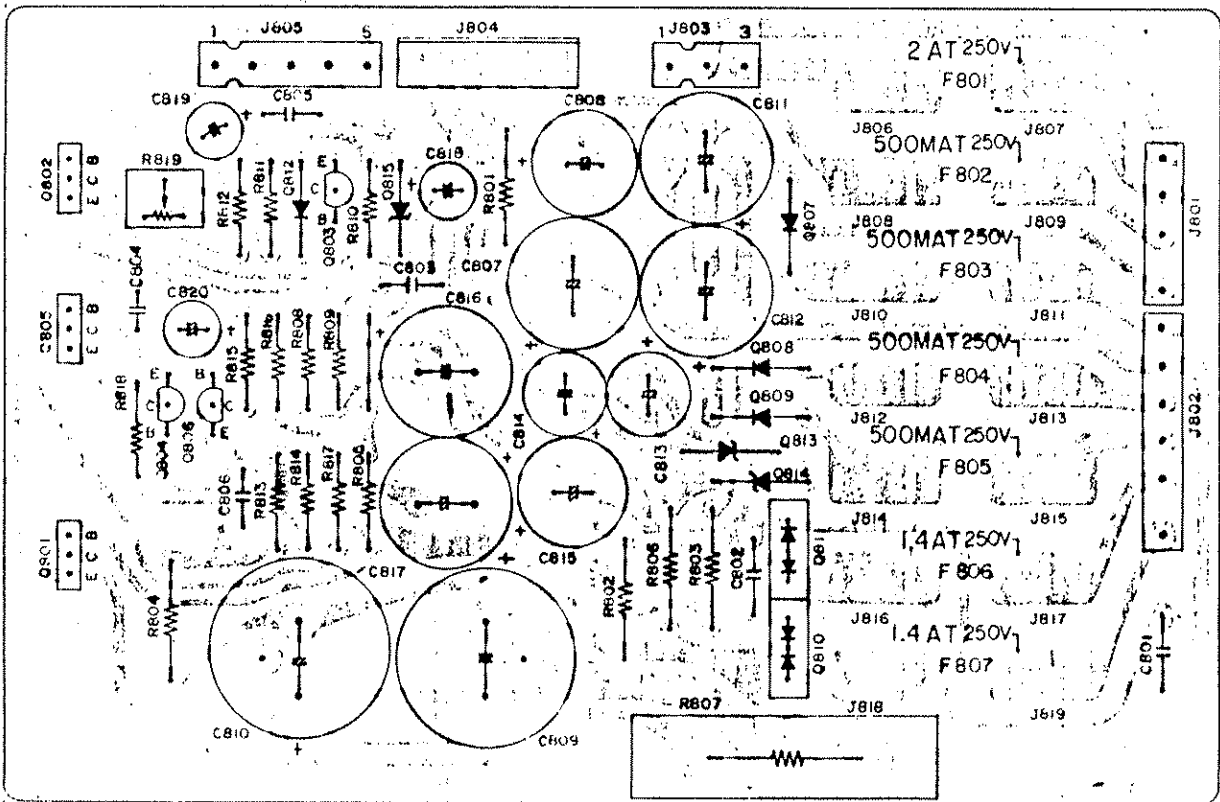 1 J805 5
J804
1 J803 3
2 AT 250V
F801
C819
C805
C808
C811
J806 J807
500MAT 250V
F802
Q802
B
C
E
R819
R812
R811
C812
E
C
B
Q803
R810
Q815
C818
R801
Q807
J801
J808 J809
500MAT 250V
F803
C804
C803
C807
C816
C820
C812
J810 J811
500MAT 250V
F804
C805
B
C
E
R815
R816
R808
R809
Q808
Q809
J812 J813
500MAT 250V
F805
J802
R818
E
C
B
Q804
B
C
E
Q806
C814
C813
Q813
Q814
J814 J815
1,4 AT 250V
F806
C806
R813
R814
R817
R805
C815
R802
R806
R803
C802
Q811
Q901
B
C
E
R804
C817
J816 J817
1.4 AT 250V
F807
Q810
C801
C810
C809
R807
J818
J819